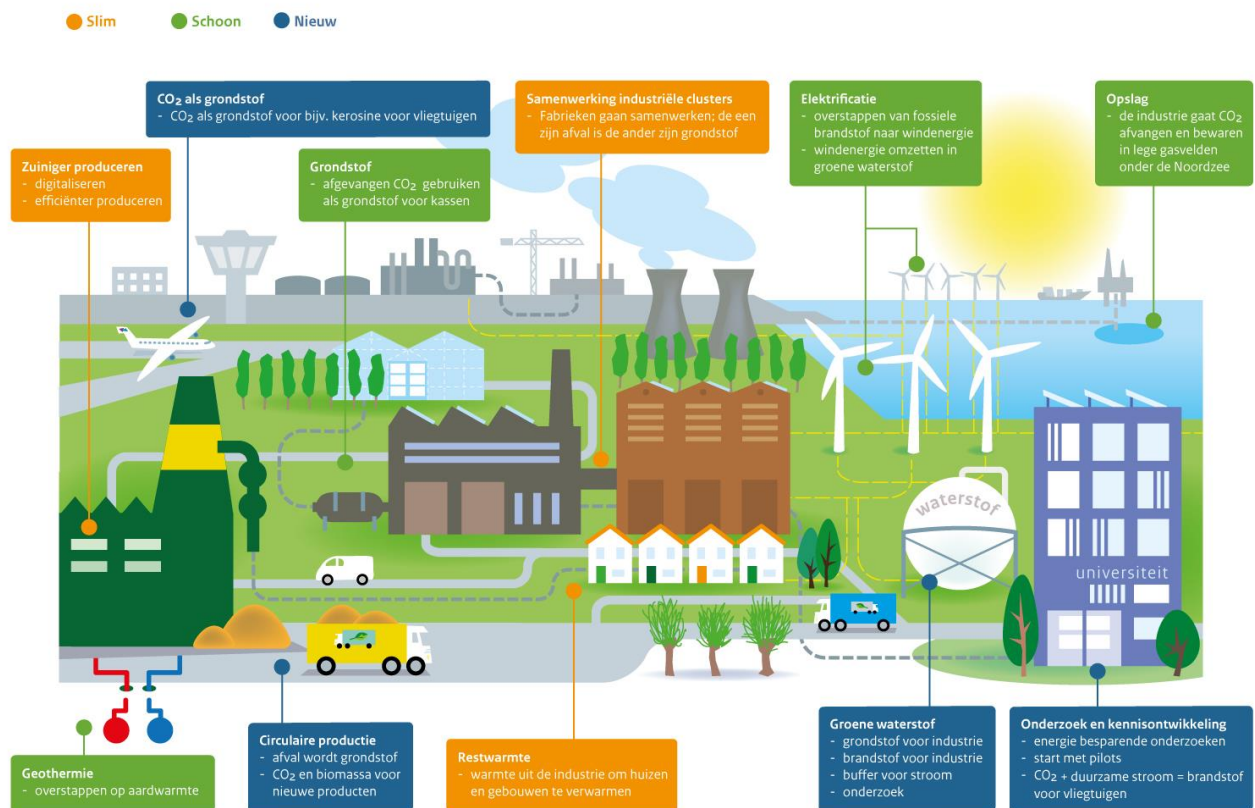 Slim
Schoon
Nieuw
CO₂ als grondstof
- CO₂ als grondstof voor bijv. kerosine voor vliegtuigen
Samenwerking industriële clusters
- Fabrieken gaan samenwerken; de een
zijn afval is de ander zijn grondstof
Elektrificatie
- overstappen van fossiele
brandstof naar windenergie
- windenergie omzetten in
groene waterstof
Opslag
- de industrie gaat CO₂
afvangen en bewaren
in lege gasvelden
onder de Noordzee
Zuiniger produceren
- digitaliseren
- efficiënter produceren
Grondstof
- afgevangen CO₂ gebruiken
als grondstof voor kassen
waterstof
universiteit
Geothermie
- overstappen op aardwarmte
Circulaire productie
- afval wordt grondstof
- CO₂ en biomassa voor
nieuwe producten
Restwarmte
- warmte uit de industrie om huizen
en gebouwen te verwarmen
Groene waterstof
- grondstof voor industrie
- brandstof voor industrie
- buffer voor stroom
- onderzoek
Onderzoek en kennisontwikkeling
- energie besparende onderzoeken
- start met pilots
- CO₂ + duurzame stroom = brandstof
voor vliegtuigen